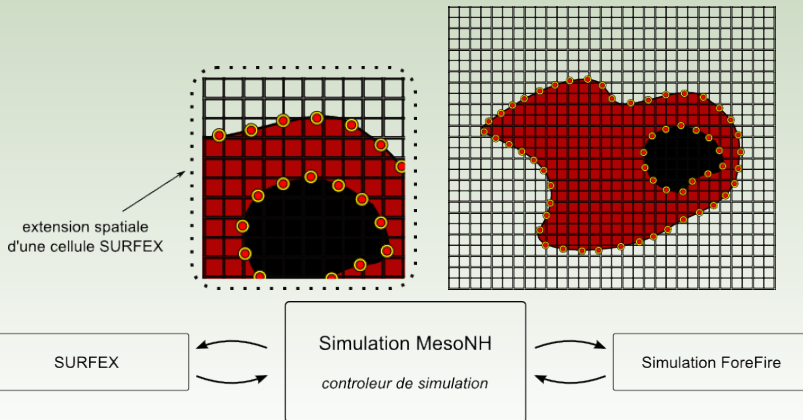 extension spatiale
d'une cellule SURFEX
SURFEX
Simulation MesoNH
controleur de simulation
Simulation ForeFire